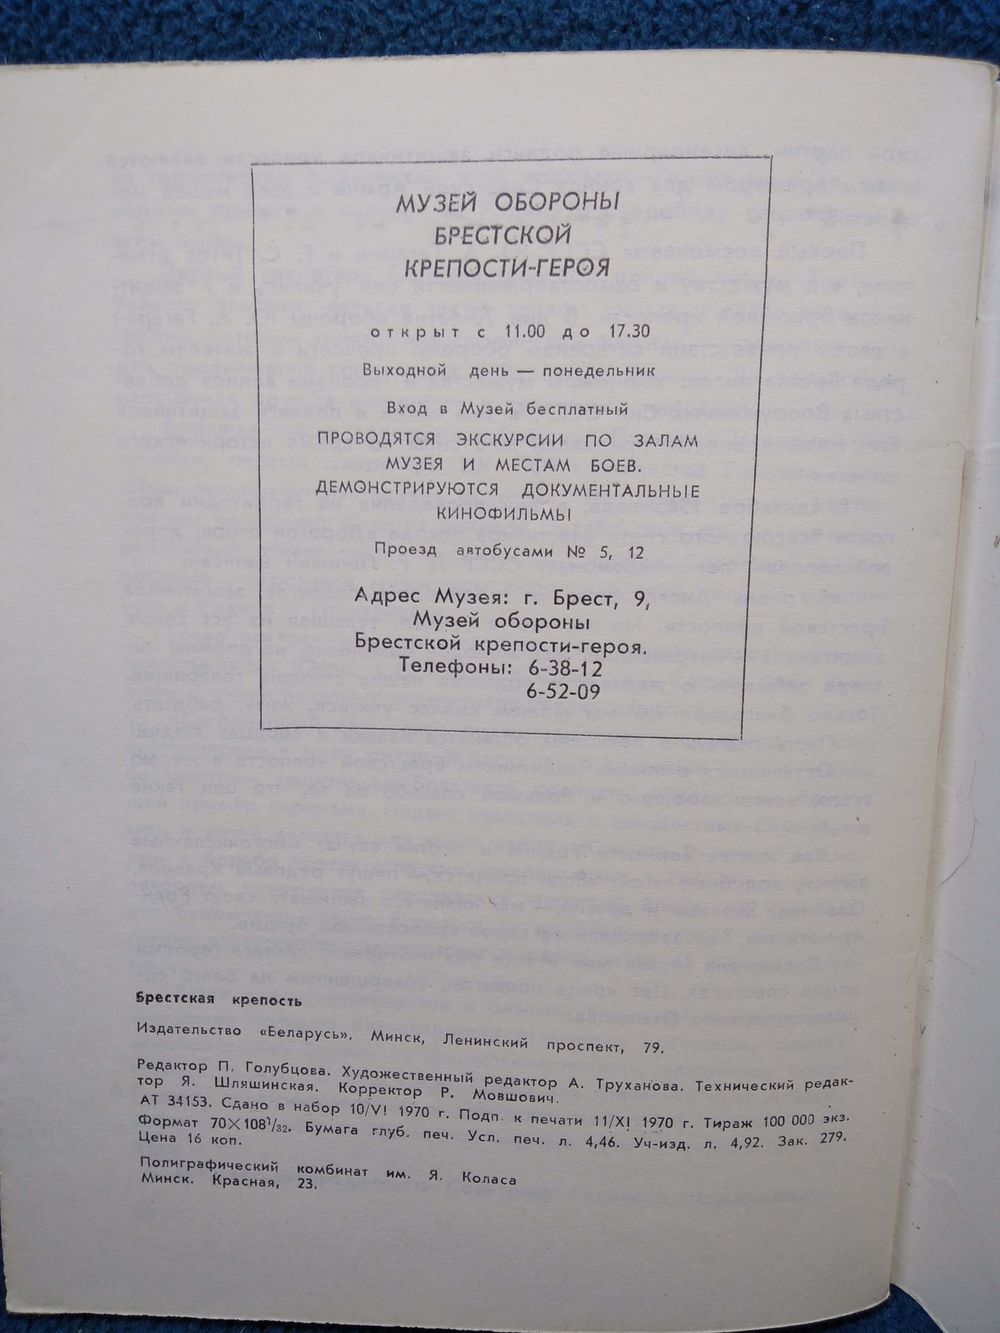 МУЗЕЙ ОБОРОНЫ
БРЕСТСКОЙ
КРЕПОСТИ-ГЕРОЯ
открыт с 11.00 до 17.30
Выходной день — понедельник
Вход в Музей бесплатный
ПРОВОДЯТСЯ ЭКСКУРСИИ ПО ЗАЛАМ
МУЗЕЯ И МЕСТАМ БОЕВ.
ДЕМОНСТРИРУЮТСЯ ДОКУМЕНТАЛЬНЫЕ
КИНОФИЛЬМЫ
Проезд автобусами № 5, 12
Адрес Музея: г. Брест, 9,
Музей обороны
Брестской крепости-героя.
Телефоны: 6-38-12
6-52-09
Брестская крепость
Издательство «Беларусь». Минск, Ленинский проспект, 79.
Редактор П. Голубцова. Художественный редактор А. Труханова. Технический редак-
тор Я. Шляшинская. Корректор Р. Мовшович.
АТ 34153. Сдано в набор 10/VI 1970 г. Подп. к печати 11/XI 1970 г. Тираж 100 000 экз.
Формат 70×108¹/₃₂. Бумага глуб. печ. Усл. печ. л. 4,46. Уч-изд. л. 4,92. Зак. 279.
Цена 16 коп.
Полиграфический комбинат им. Я. Коласа
Минск. Красная, 23.